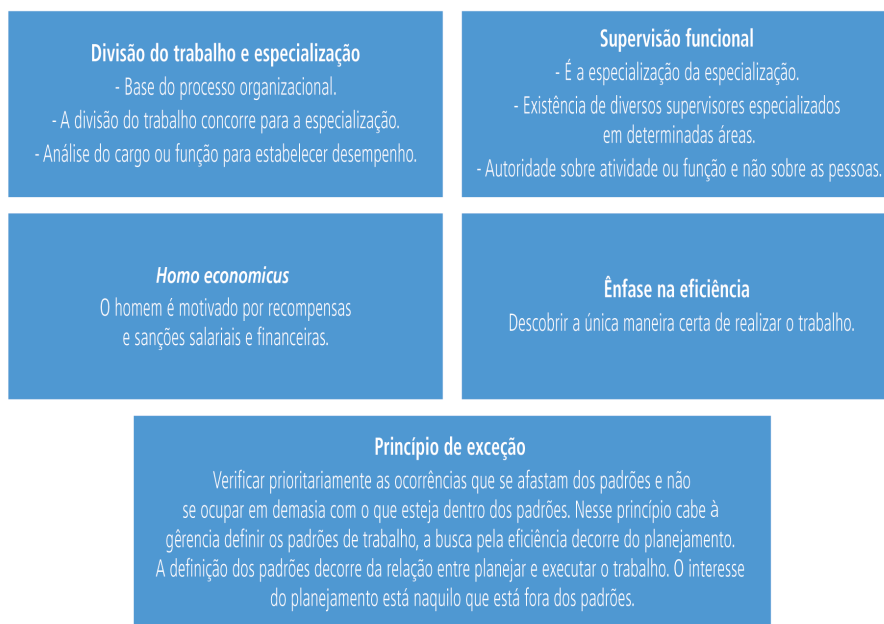 Divisão do trabalho e especialização
- Base do processo organizacional.
- A divisão do trabalho concorre para a especialização.
- Análise do cargo ou função para estabelecer desempenho.
Supervisão funcional
- É a especialização da especialização.
- Existência de diversos supervisores especializados
em determinadas áreas.
- Autoridade sobre atividade ou função e não sobre as pessoas.
Homo economicus
O homem é motivado por recompensas
e sanções salariais e financeiras.
Ênfase na eficiência
Descobrir a única maneira certa de realizar o trabalho.
Princípio de exceção
Verificar prioritariamente as ocorrências que se afastam dos padrões e não
se ocupar em demasia com o que esteja dentro dos padrões. Nesse princípio cabe à
gêrencia definir os padrões de trabalho, a busca pela eficiência decorre do planejamento.
A definição dos padrões decorre da relação entre planejar e executar o trabalho. O interesse
do planejamento está naquilo que está fora dos padrões.